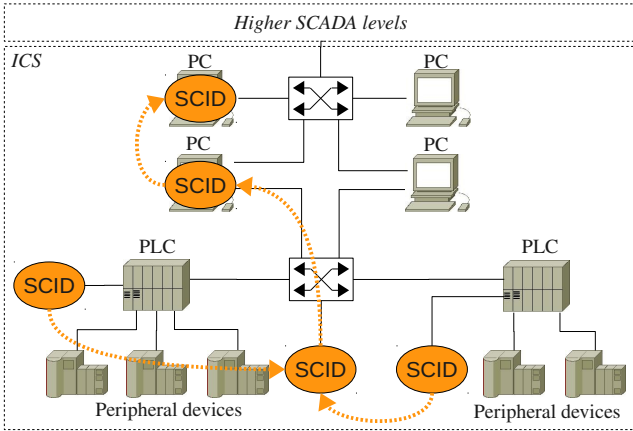 Higher SCADA levels
ICS
PC
PC
SCID
PC
PC
SCID
PLC
PLC
SCID
SCID
SCID
Peripheral devices
Peripheral devices